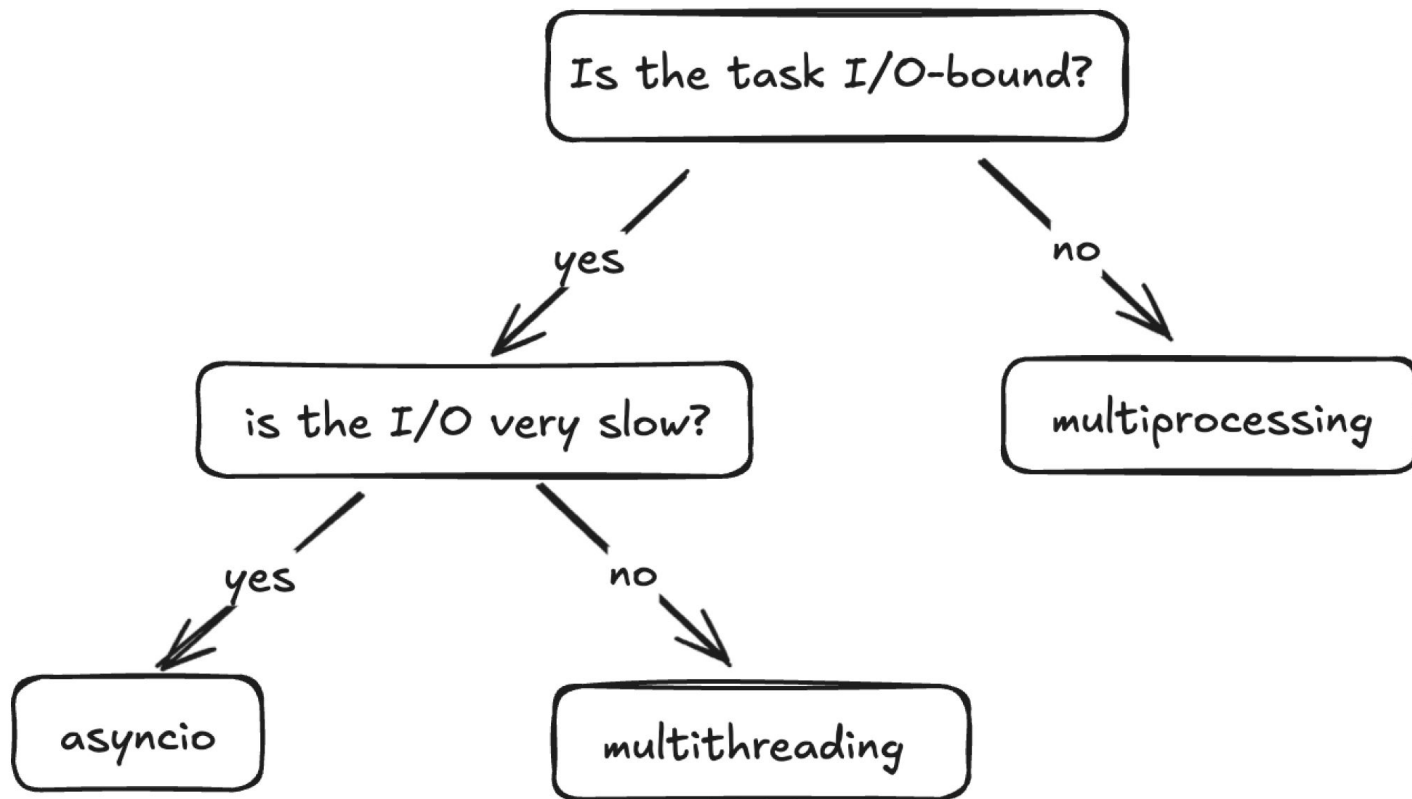 Is the task I/O-bound?
yes
no
is the I/O very slow?
multiprocessing
yes
no
asyncio
multithreading